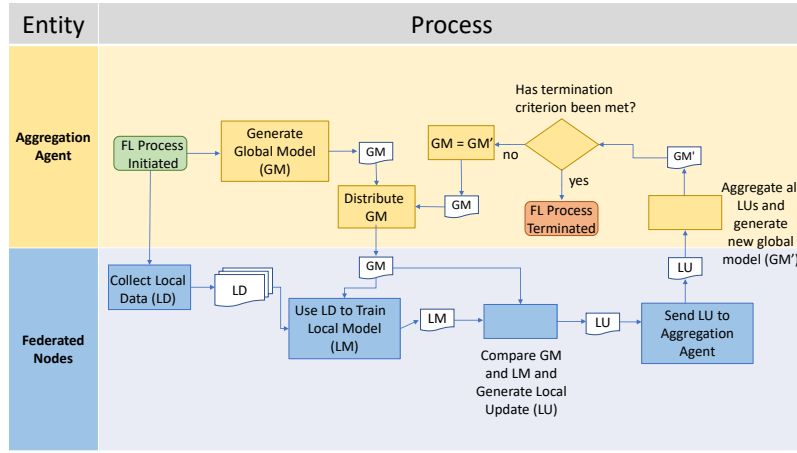 Entity
Process
Aggregation
Agent
FL Process
Initiated
Generate
Global Model
(GM)
GM
Distribute
GM
GM = GM'
GM
no
Has termination
criterion been met?
yes
FL Process
Terminated
GM'
Aggregate al
LUs and
generate
new global
model (GM')
Federated
Nodes
Collect Local
Data (LD)
LD
GM
Use LD to Train
Local Model
(LM)
LM
Compare GM
and LM and
Generate Local
Update (LU)
LU
Send LU to
Aggregation
Agent
LU